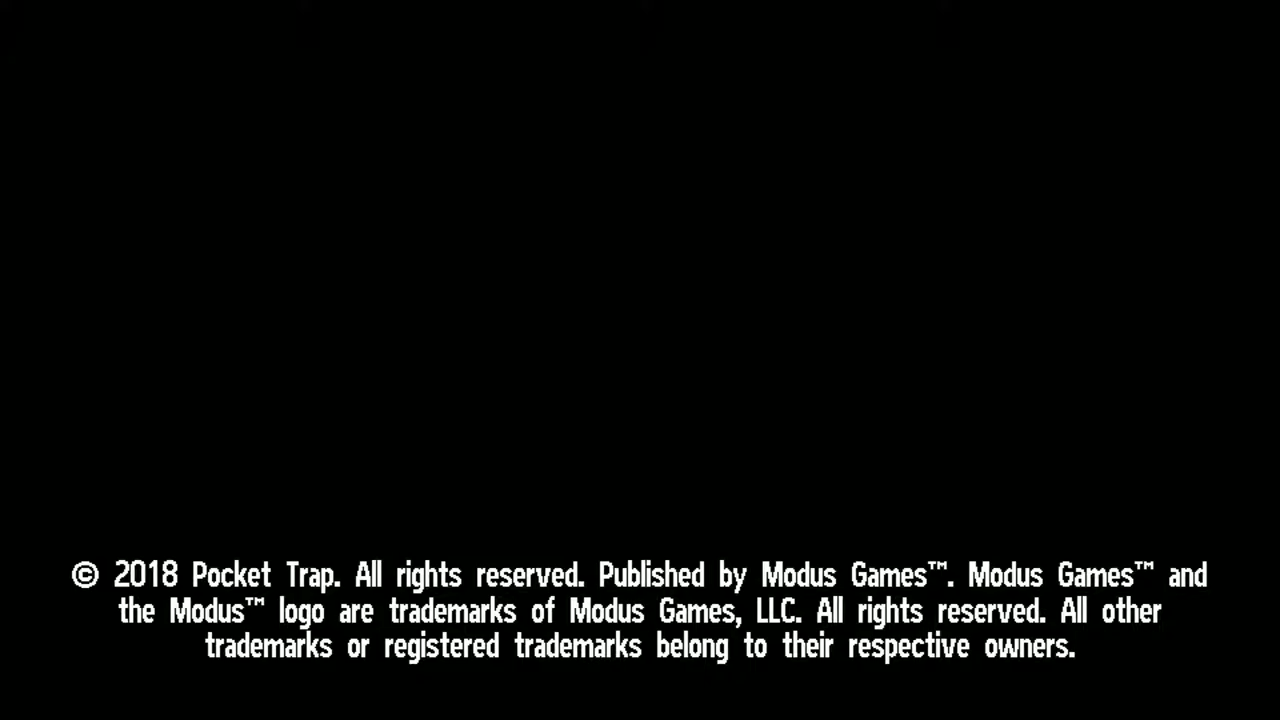 © 2018 Pocket Trap. All rights reserved. Published by Modus Games™. Modus Games™ and
the Modus™ logo are trademarks of Modus Games, LLC. All rights reserved. All other
trademarks or registered trademarks belong to their respective owners.